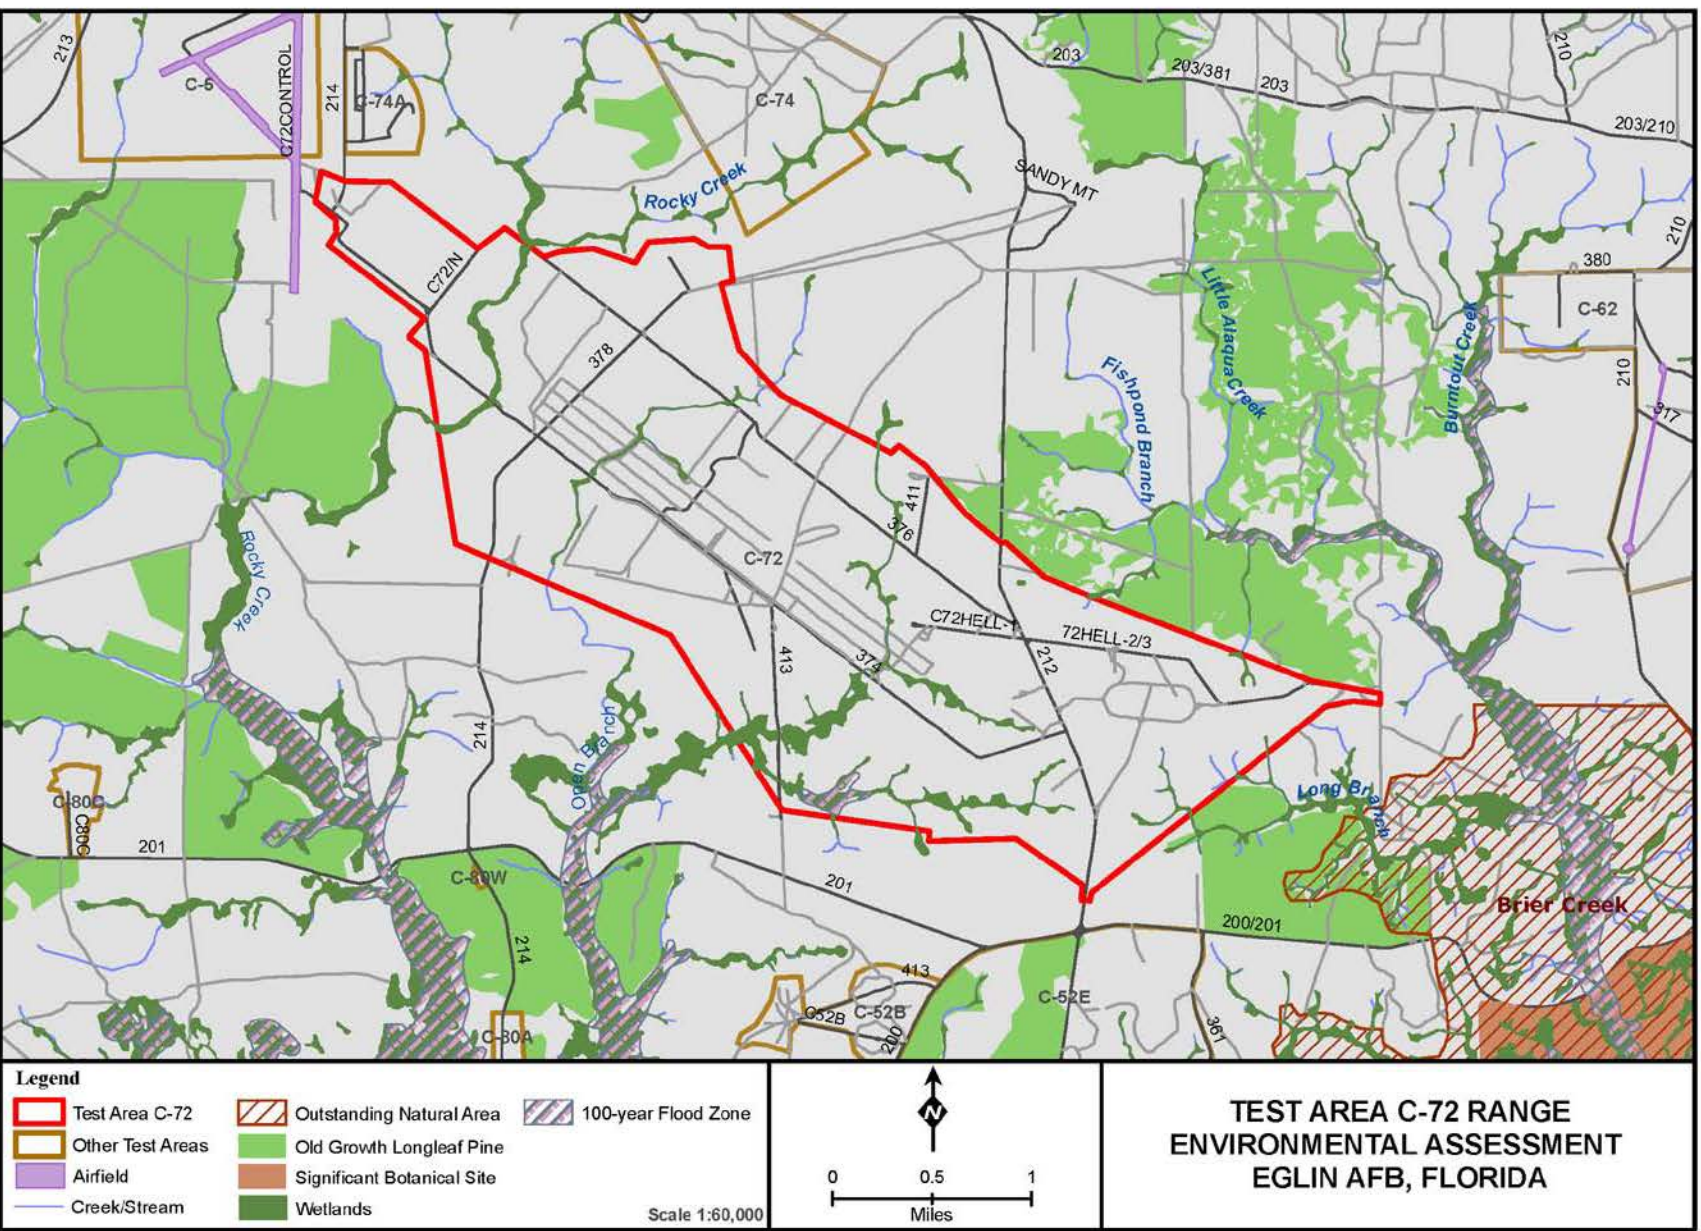 213
C-5
C72CONTROL
214
C-74A
C-74
203
203/381
203
210
203/210
SANDY MT
Rocky Creek
210
380
C-62
C72/N
378
Little Alaqua Creek
Burntout Creek
Fishpond Branch
210
317
411
376
C-72
Rocky Creek
C72HELL-1
72HELL-2/3
212
413
374
214
Open Branch
Long Branch
C-80C
C80C
201
C-80W
201
Brier Creek
200/201
214
413
C-52E
C52B
C-52B
200
361
C-80A
Legend
Test Area C-72
Other Test Areas
Airfield
Creek/Stream
Outstanding Natural Area
Old Growth Longleaf Pine
Significant Botanical Site
Wetlands
100-year Flood Zone
Scale 1:60,000
N
0 0.5 1
Miles
TEST AREA C-72 RANGE
ENVIRONMENTAL ASSESSMENT
EGLIN AFB, FLORIDA